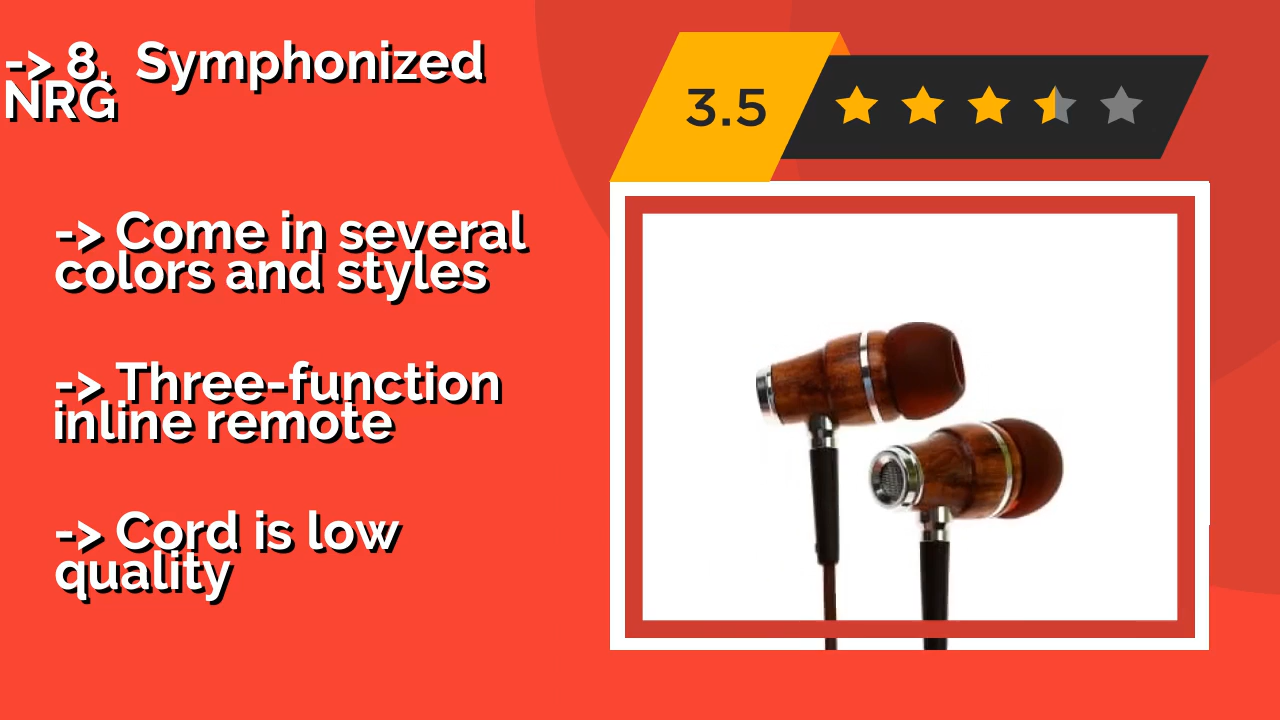 -> 8.  Symphonized
NRG
3.5
-> Come in several
colors and styles
-> Three-function
inline remote
-> Cord is low
quality